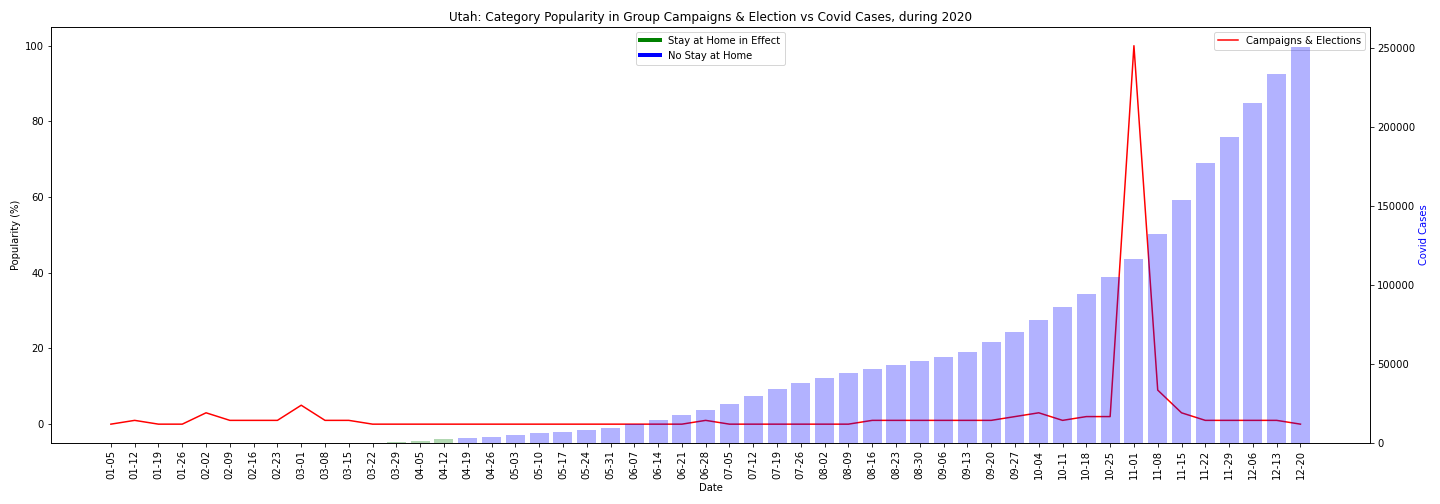 Utah: Category Popularity in Group Campaigns & Election vs Covid Cases, during 2020
Stay at Home in Effect
No Stay at Home
Campaigns & Elections
Popularity (%)
100
80
60
40
20
0
250000
200000
150000
100000
50000
0
Covid Cases
01-05 01-12 01-19 01-26 02-02 02-09 02-16 02-23 03-01 03-08 03-15 03-22 03-29 04-05 04-12 04-19 04-26 05-03 05-10 05-17 05-24 05-31 06-07 06-14 06-21 06-28 07-05 07-12 07-19 07-26 08-02 08-09 08-16 08-23 08-30 09-06 09-13 09-20 09-27 10-04 10-11 10-18 10-25 11-01 11-08 11-15 11-22 11-29 12-06 12-13 12-20
Date